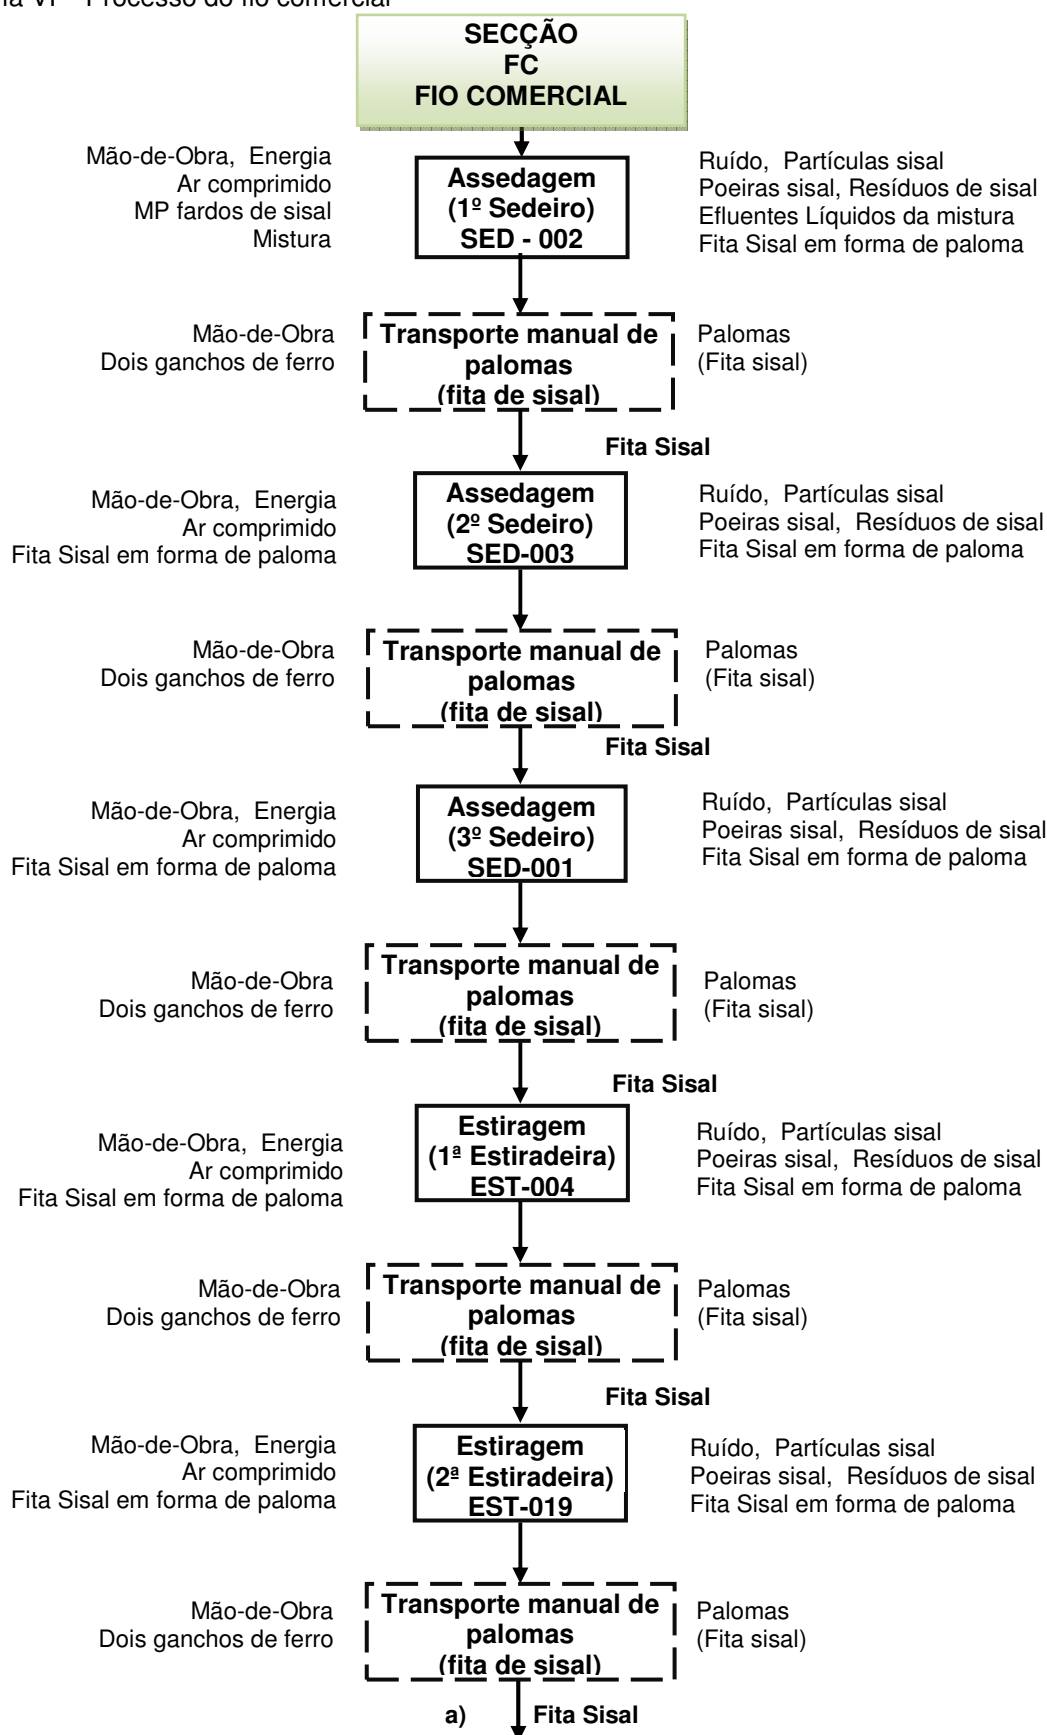 Processo do fio comercial
SECÇÃO
FC
FIO COMERCIAL
Mão-de-Obra, Energia
Ar comprimido
MP fardos de sisal
Mistura
Assedagem
(1º Sedeiro)
SED - 002
Ruído, Partículas sisal
Poeiras sisal, Resíduos de sisal
Efluentes Líquidos da mistura
Fita Sisal em forma de paloma
Mão-de-Obra
Dois ganchos de ferro
Transporte manual de
palomas
(fita de sisal)
Palomas
(Fita sisal)
Fita Sisal
Mão-de-Obra, Energia
Ar comprimido
Fita Sisal em forma de paloma
Assedagem
(2º Sedeiro)
SED-003
Ruído, Partículas sisal
Poeiras sisal, Resíduos de sisal
Fita Sisal em forma de paloma
Mão-de-Obra
Dois ganchos de ferro
Transporte manual de
palomas
(fita de sisal)
Palomas
(Fita sisal)
Fita Sisal
Mão-de-Obra, Energia
Ar comprimido
Fita Sisal em forma de paloma
Assedagem
(3º Sedeiro)
SED-001
Ruído, Partículas sisal
Poeiras sisal, Resíduos de sisal
Fita Sisal em forma de paloma
Mão-de-Obra
Dois ganchos de ferro
Transporte manual de
palomas
(fita de sisal)
Palomas
(Fita sisal)
Fita Sisal
Mão-de-Obra, Energia
Ar comprimido
Fita Sisal em forma de paloma
Estiragem
(1ª Estiradeira)
EST-004
Ruído, Partículas sisal
Poeiras sisal, Resíduos de sisal
Fita Sisal em forma de paloma
Mão-de-Obra
Dois ganchos de ferro
Transporte manual de
palomas
(fita de sisal)
Palomas
(Fita sisal)
Fita Sisal
Mão-de-Obra, Energia
Ar comprimido
Fita Sisal em forma de paloma
Estiragem
(2ª Estiradeira)
EST-019
Ruído, Partículas sisal
Poeiras sisal, Resíduos de sisal
Fita Sisal em forma de paloma
Mão-de-Obra
Dois ganchos de ferro
Transporte manual de
palomas
(fita de sisal)
Palomas
(Fita sisal)
a) Fita Sisal